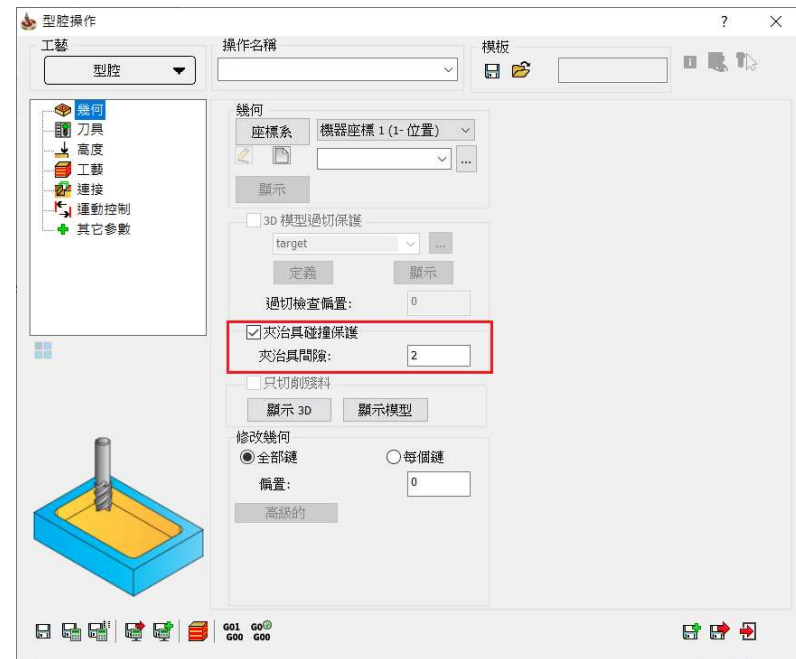 型腔操作
?
工藝
型腔
操作名稱
模板
幾何
刀具
高度
工藝
連接
運動控制
其它參數
幾何
座標系
機器座標 1 (1- 位置)
...
顯示
3D 模型過切保護
target
...
定義
顯示
過切檢查偏置:
0
夾治具碰撞保護
夾治具間隙:
2
只切削殘料
顯示 3D
顯示模型
修改幾何
全部鏈
每個鏈
偏置:
0
高級的
G01 GO
G00 G00